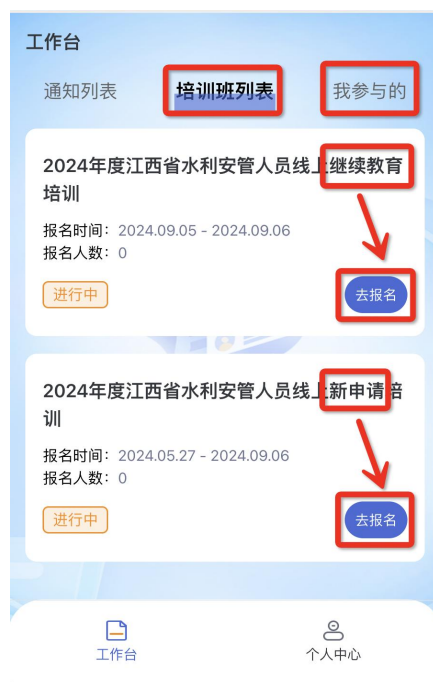 工作台
通知列表 培训班列表 我参与的
2024年度江西省水利安管人员线上继续教育
培训
报名时间：2024.09.05 - 2024.09.06
报名人数：0
进行中 去报名
2024年度江西省水利安管人员线上新申请培
训
报名时间：2024.05.27 - 2024.09.06
报名人数：0
进行中 去报名
工作台 个人中心